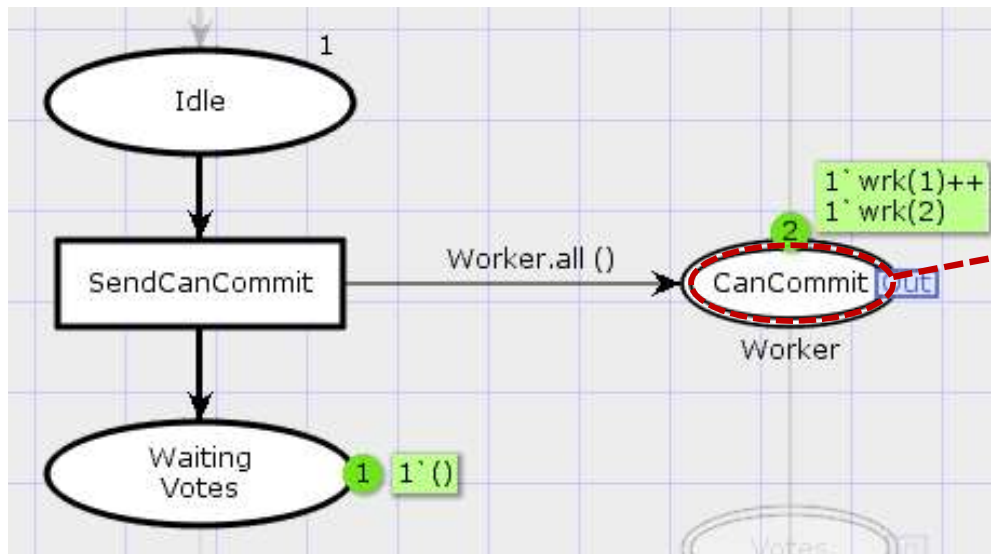 1
Idle
1`wrk(1)++
1`wrk(2)
2
Worker.all ()
SendCanCommit
CanCommit
Out
Worker
Waiting
Votes
1
1`()
Votes